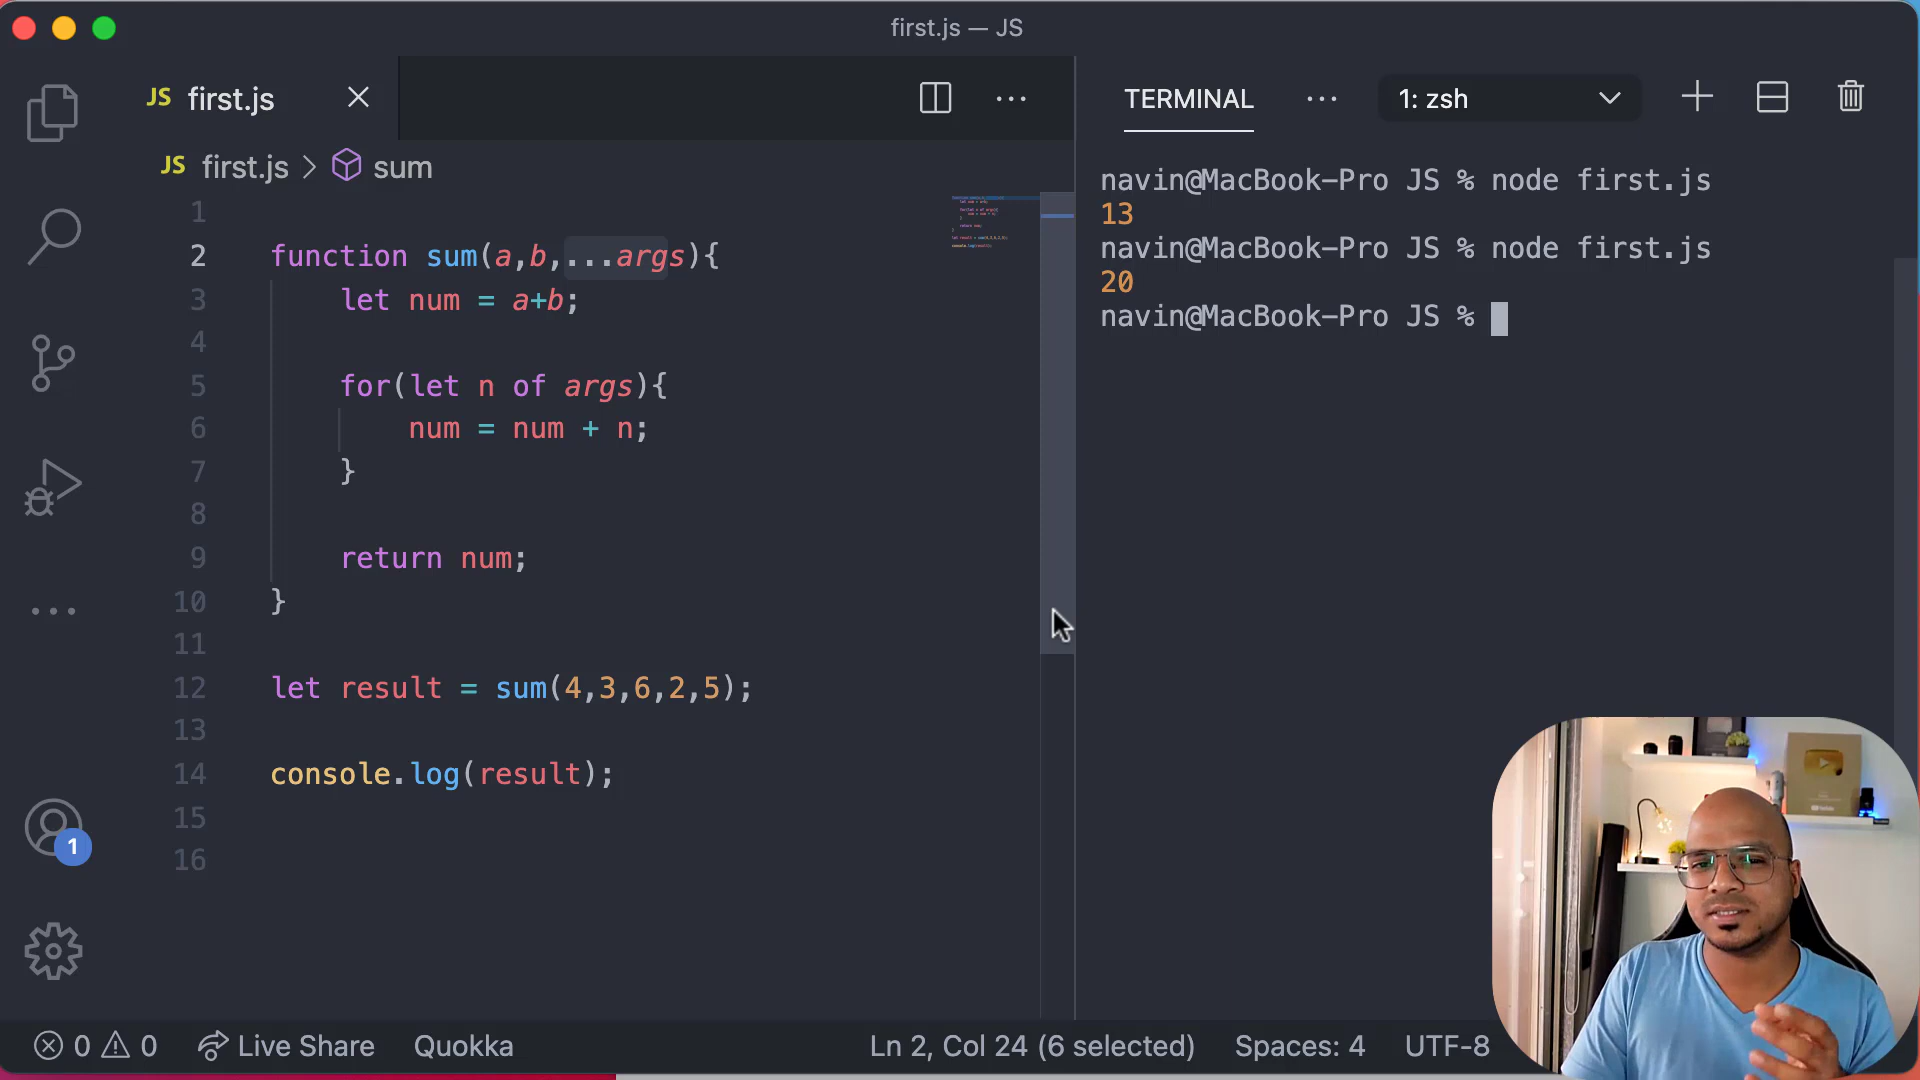 first.js — JS
JS first.js
TERMINAL 1: zsh
JS first.js > sum
1
2 function sum(a,b,...args){
3 let num = a+b;
4
5 for(let n of args){
6 num = num + n;
7 }
8
9 return num;
10 }
11
12 let result = sum(4,3,6,2,5);
13
14 console.log(result);
15
16
navin@MacBook-Pro JS % node first.js
13
navin@MacBook-Pro JS % node first.js
20
navin@MacBook-Pro JS %
1
0 0 Live Share Quokka Ln 2, Col 24 (6 selected) Spaces: 4 UTF-8